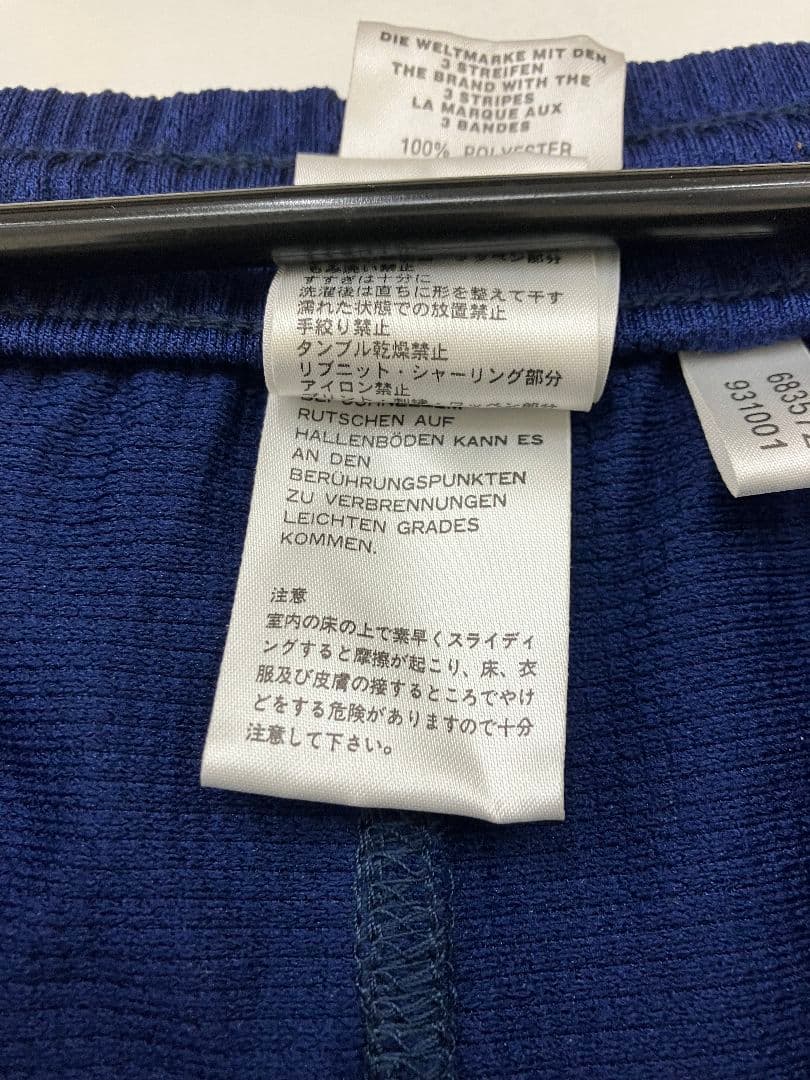 DIE WELTMARKE MIT DEN
3 STREIFEN
THE BRAND WITH THE
3 STRIPES
LA MARQUE AUX
3 BANDES
100% POLYESTER
すすぎは十分に
洗濯後は直ちに形を整えて干す
濡れた状態での放置禁止
手絞り禁止
タンブル乾燥禁止
リブニット・シャーリング部分
アイロン禁止
RUTSCHEN AUF
HALLENBÖDEN KANN ES
AN DEN
BERÜHRUNGSPUNKTEN
ZU VERBRENNUNGEN
LEICHTEN GRADES
KOMMEN.
注意
室内の床の上で素早くスライディ
ングすると摩擦が起こり、床、衣
服及び皮膚の接するところでやけ
どをする危険がありますので十分
注意して下さい。
931001